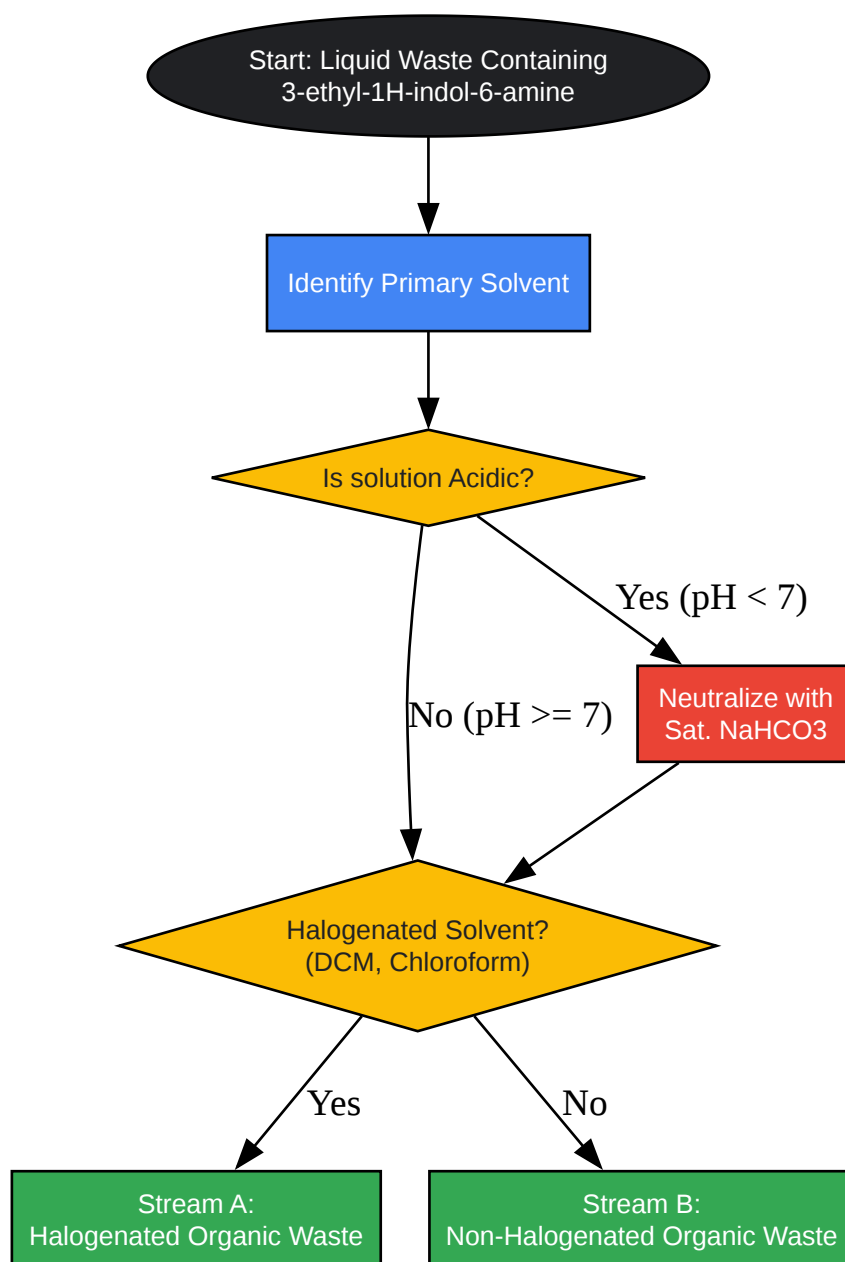 Start: Liquid Waste Containing
3-ethyl-1H-indol-6-amine
Identify Primary Solvent
Is solution Acidic?
Yes (pH < 7)
Neutralize with
Sat. NaHCO3
No (pH >= 7)
Halogenated Solvent?
(DCM, Chloroform)
Yes
No
Stream A:
Halogenated Organic Waste
Stream B:
Non-Halogenated Organic Waste